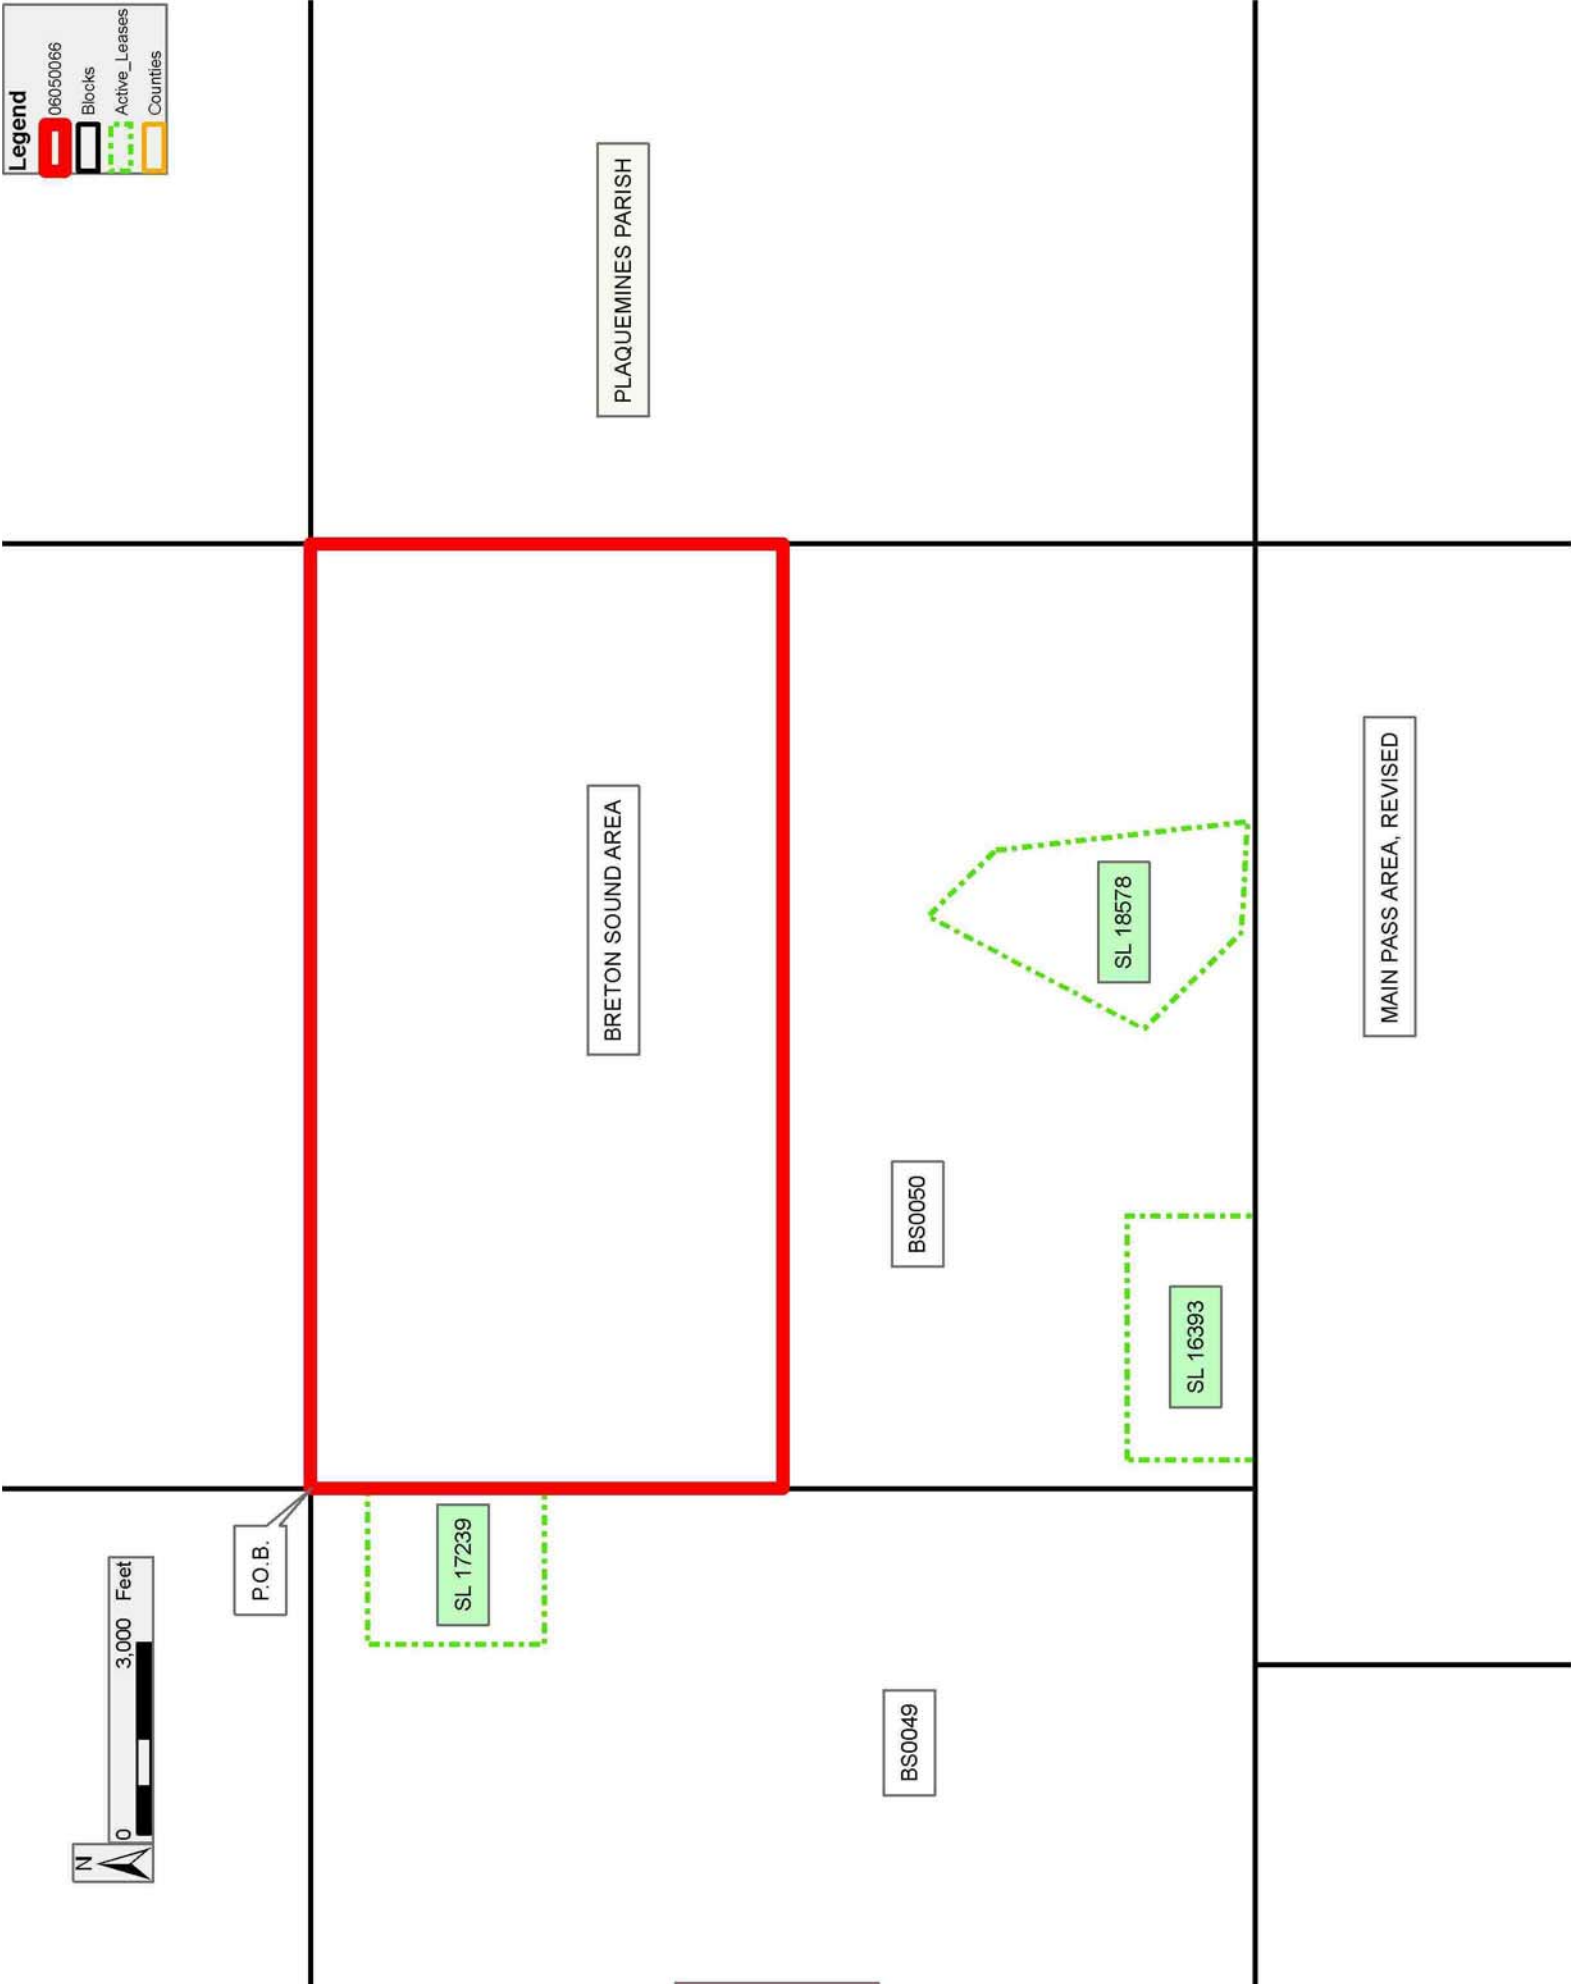 N
0 3,000 Feet
Legend
06050066
Blocks
Active_Leases
Counties
P.O.B.
SL 17239
PLAQUEMINES PARISH
BRETON SOUND AREA
BS0049
BS0050
SL 18578
SL 16393
MAIN PASS AREA, REVISED